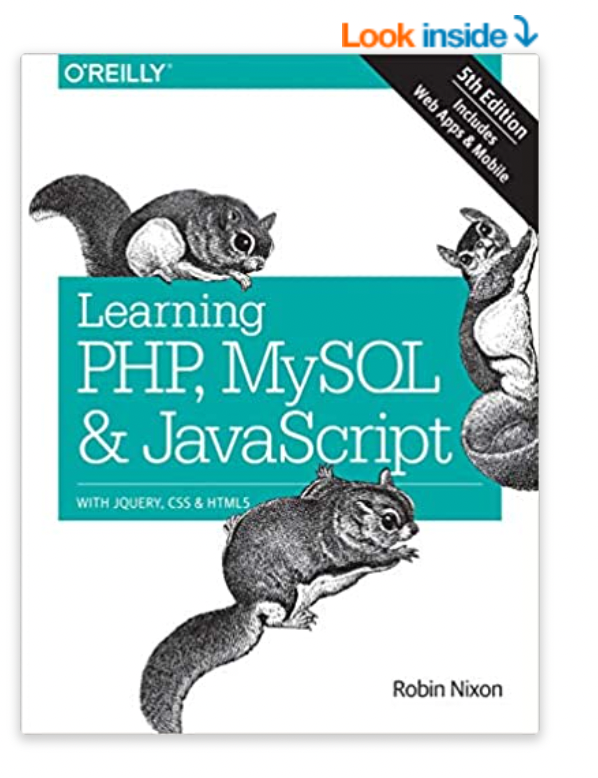 Look inside
O'REILLY®
5th Edition
Includes
Web Apps & Mobile
Learning
PHP, MySQL
& JavaScript
WITH JQUERY, CSS & HTML5
Robin Nixon